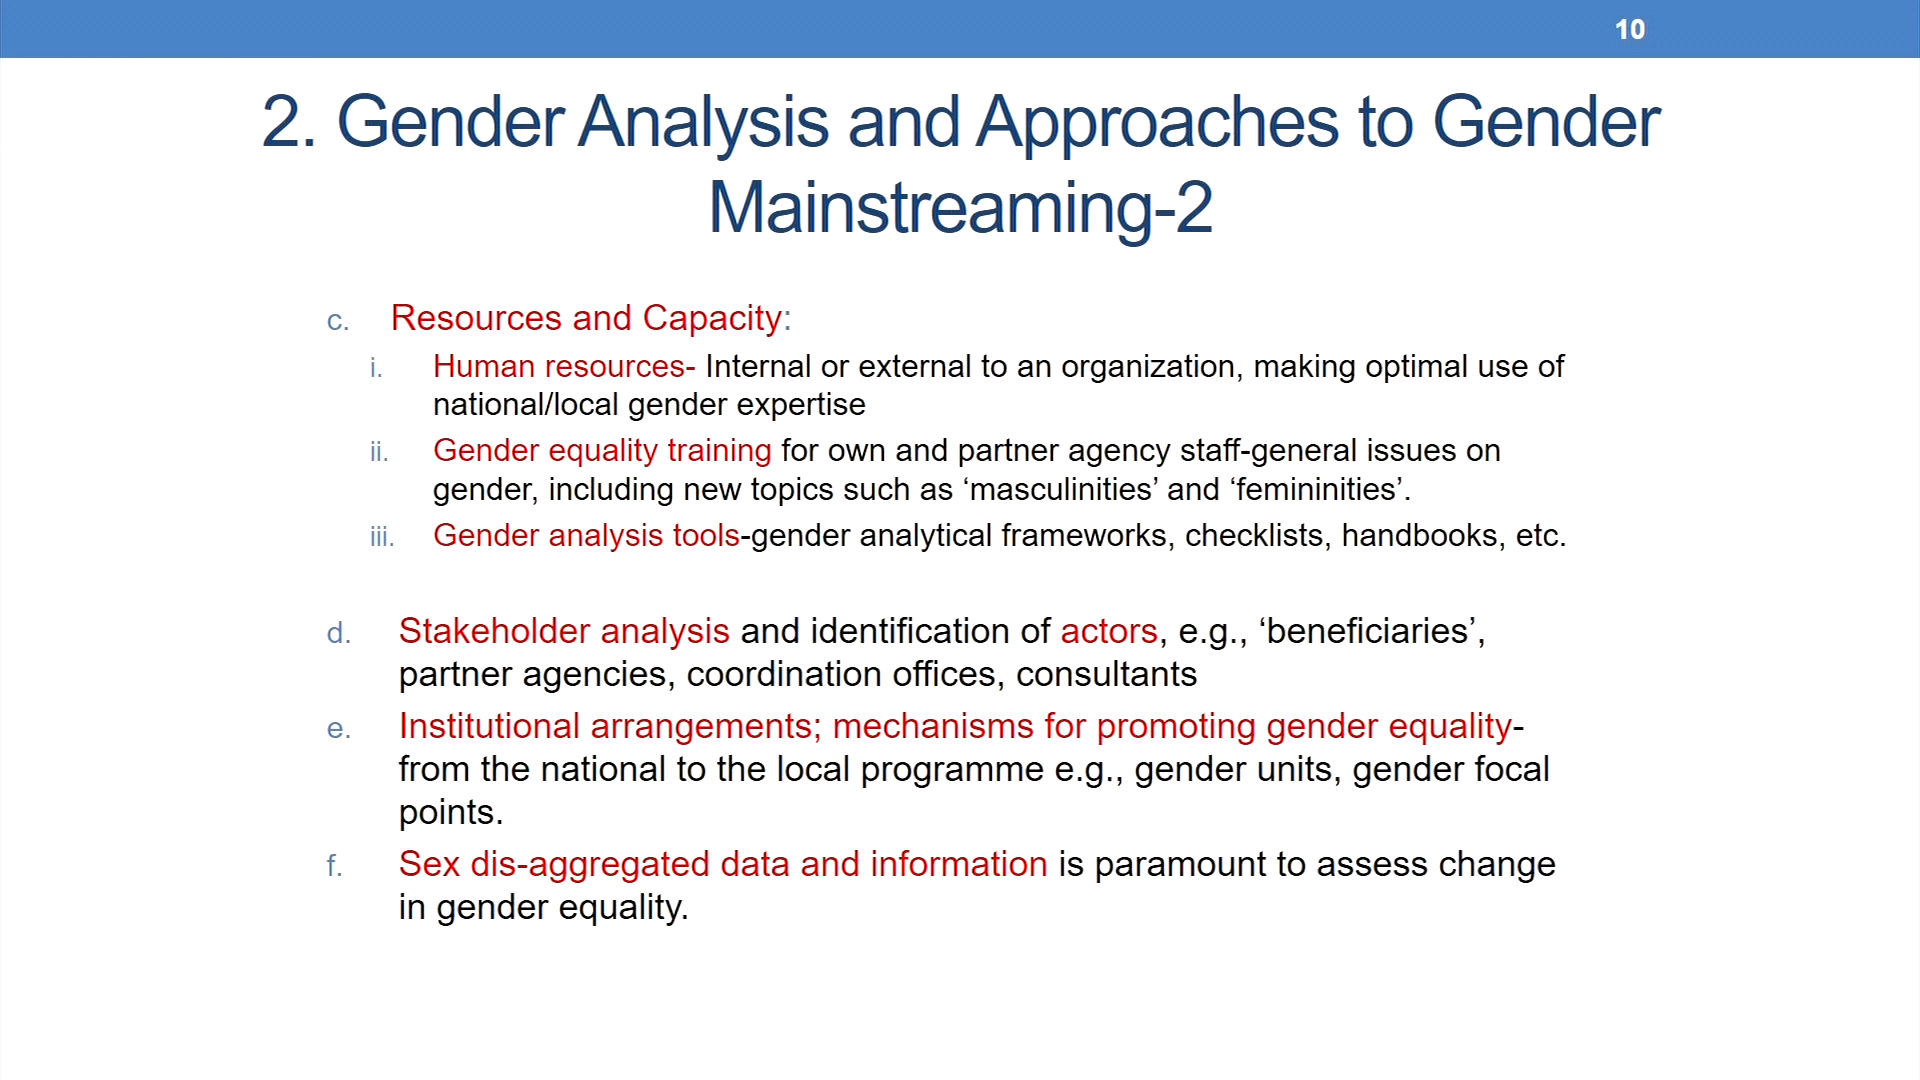 10
2. Gender Analysis and Approaches to Gender
Mainstreaming-2
c. Resources and Capacity:
i. Human resources- Internal or external to an organization, making optimal use of
national/local gender expertise
ii. Gender equality training for own and partner agency staff-general issues on
gender, including new topics such as ‘masculinities’ and ‘femininities’.
iii. Gender analysis tools-gender analytical frameworks, checklists, handbooks, etc.
d. Stakeholder analysis and identification of actors, e.g., ‘beneficiaries’,
partner agencies, coordination offices, consultants
e. Institutional arrangements; mechanisms for promoting gender equality-
from the national to the local programme e.g., gender units, gender focal
points.
f. Sex dis-aggregated data and information is paramount to assess change
in gender equality.